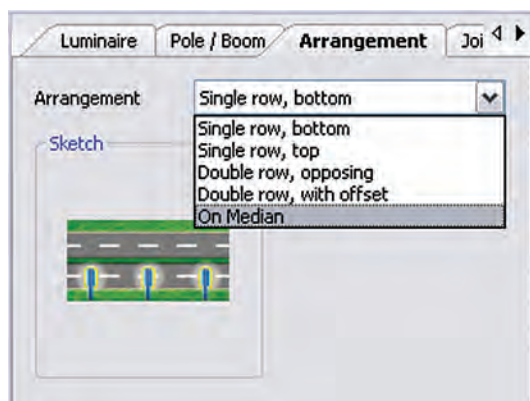 Luminaire Pole / Boom Arrangement Joi
Arrangement Single row, bottom
Sketch
Single row, bottom
Single row, top
Double row, opposing
Double row, with offset
On Median